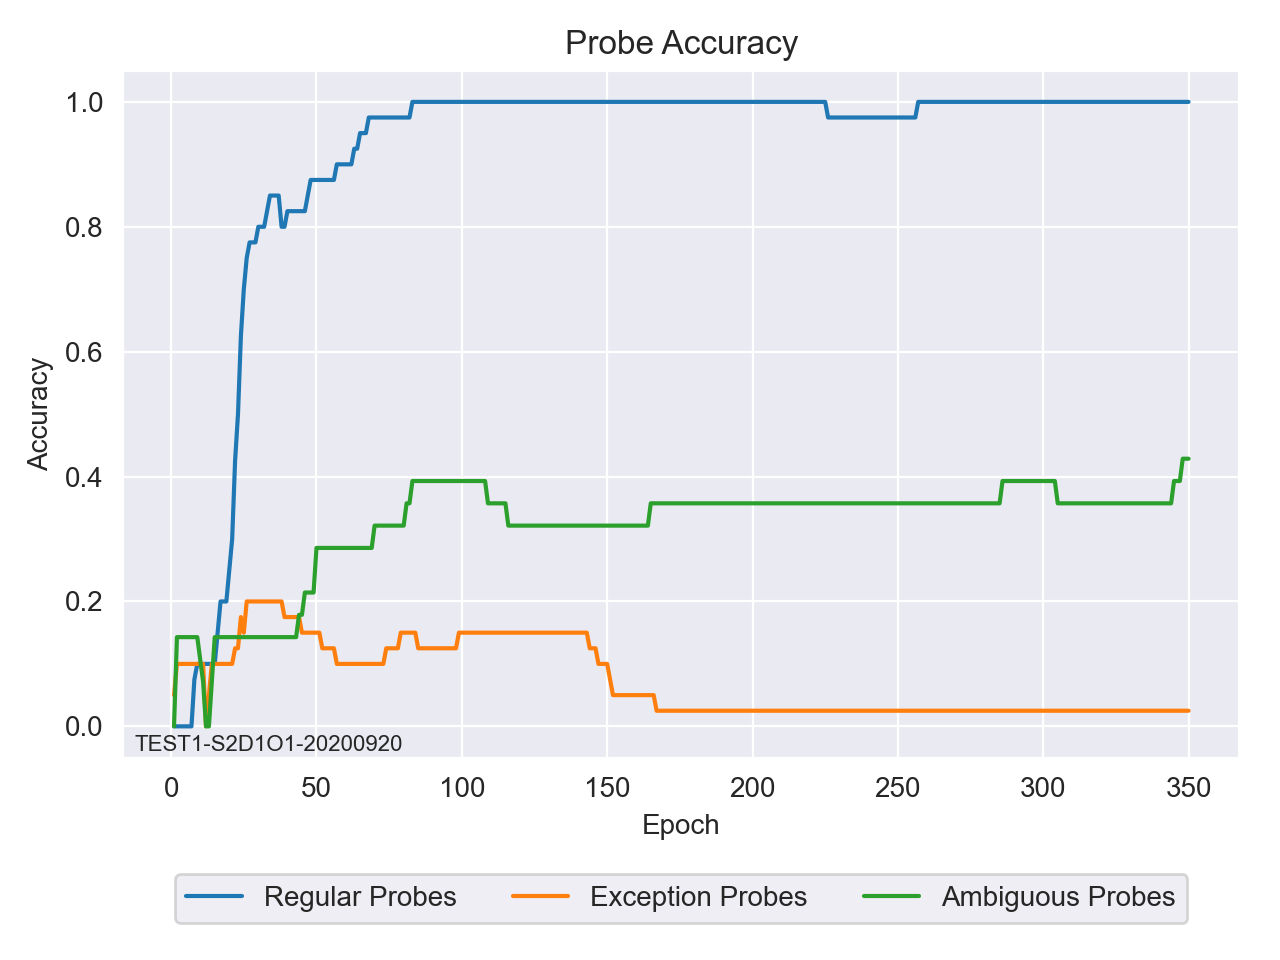 Probe Accuracy
1.0
0.8
0.6
0.4
0.2
0.0
Accuracy
TEST1-S2D1O1-20200920
0 50 100 150 200 250 300 350
Epoch
Regular Probes Exception Probes Ambiguous Probes